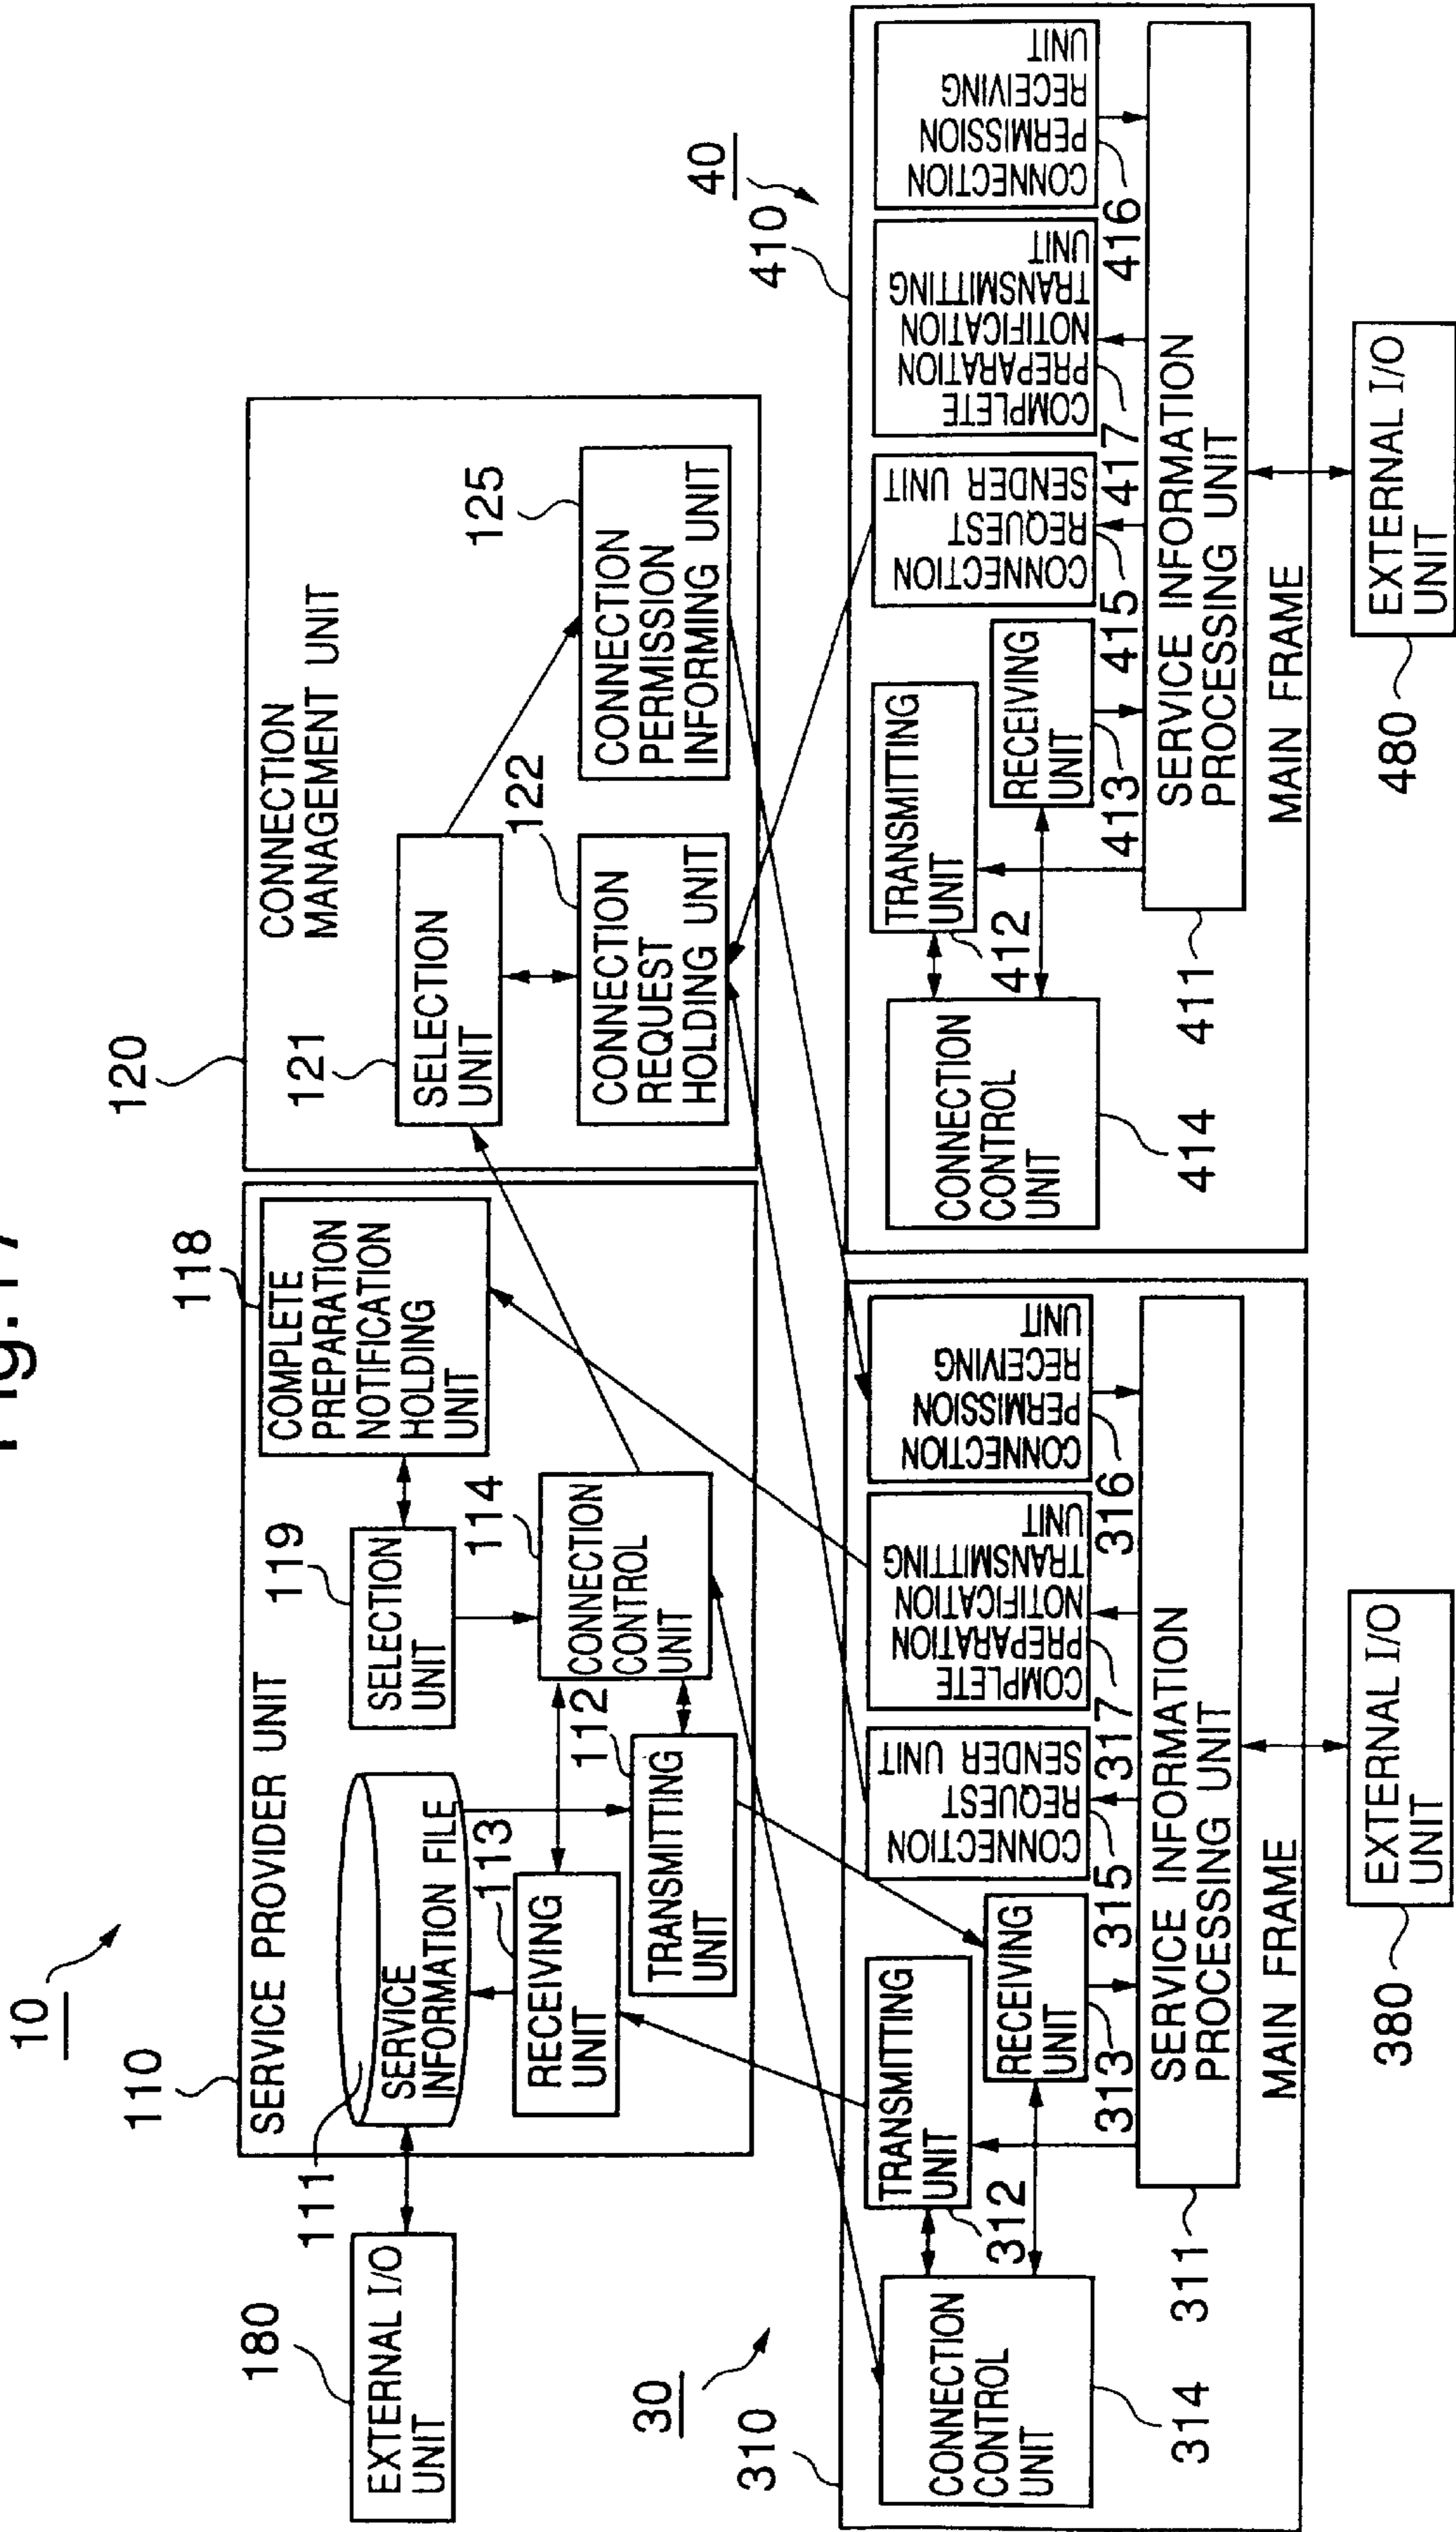 Fig.17
10
110
SERVICE PROVIDER UNIT
180
EXTERNAL I/O
UNIT
111
SERVICE
INFORMATION FILE
113
RECEIVING
UNIT
112
TRANSMITTING
UNIT
119
SELECTION
UNIT
114
CONNECTION
CONTROL
UNIT
118
COMPLETE
PREPARATION
NOTIFICATION
HOLDING
UNIT
120
CONNECTION
MANAGEMENT UNIT
121
SELECTION
UNIT
122
CONNECTION
REQUEST
HOLDING UNIT
125
CONNECTION
PERMISSION
INFORMING UNIT
30
310
CONNECTION
CONTROL
UNIT
314
TRANSMITTING
UNIT
312
RECEIVING
UNIT
313
CONNECTION
REQUEST
SENDER UNIT
315
COMPLETE
PREPARATION
NOTIFICATION
TRANSMITTING
UNIT
317
CONNECTION
PERMISSION
RECEIVING
UNIT
316
SERVICE INFORMATION
PROCESSING UNIT
311
MAIN FRAME
EXTERNAL I/O
UNIT
380
40
410
CONNECTION
CONTROL
UNIT
414
TRANSMITTING
UNIT
412
RECEIVING
UNIT
413
CONNECTION
REQUEST
SENDER UNIT
415
COMPLETE
PREPARATION
NOTIFICATION
TRANSMITTING
UNIT
417
CONNECTION
PERMISSION
RECEIVING
UNIT
416
SERVICE INFORMATION
PROCESSING UNIT
411
MAIN FRAME
EXTERNAL I/O
UNIT
480